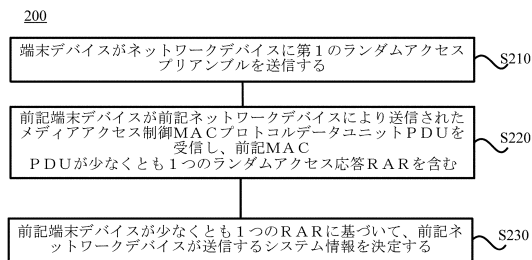 200
端末デバイスがネットワークデバイスに第１のランダムアクセス
プリアンブルを送信する
S210
前記端末デバイスが前記ネットワークデバイスにより送信された
メディアアクセス制御ＭＡＣプロトコルデータユニットＰＤＵを
受信し、前記ＭＡＣ
ＰＤＵが少なくとも１つのランダムアクセス応答ＲＡＲを含む
S220
前記端末デバイスが少なくとも１つのＲＡＲに基づいて、前記ネ
ットワークデバイスが送信するシステム情報を決定する
S230